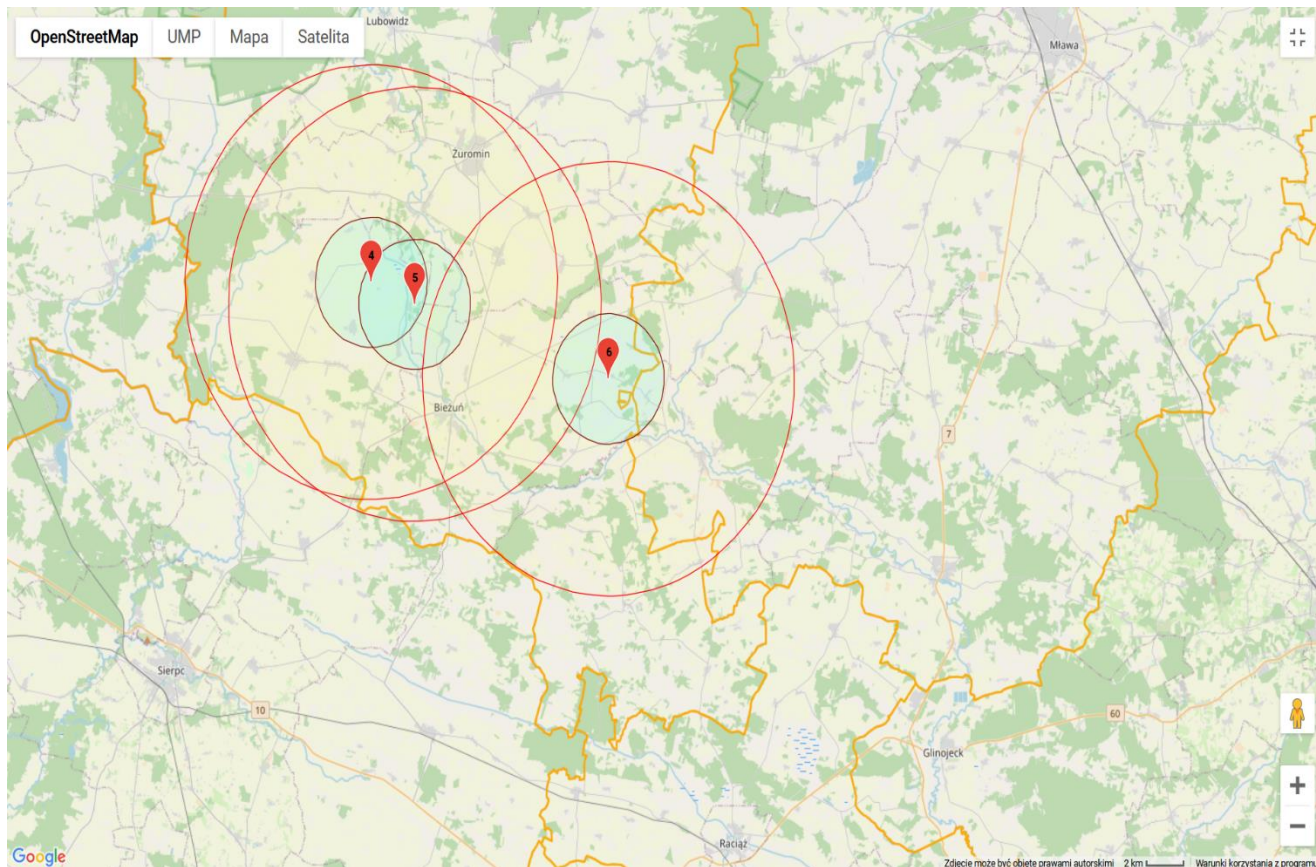 Lubowidz
OpenStreetMap UMP Mapa Satelita
Mława
Żuromin
4
5
6
Bieżuń
7
Sierpc
10
60
Glinojeck
Raciąż
Google
Zdjęcie może być objęte prawami autorskimi 2 km Warunki korzystania z program